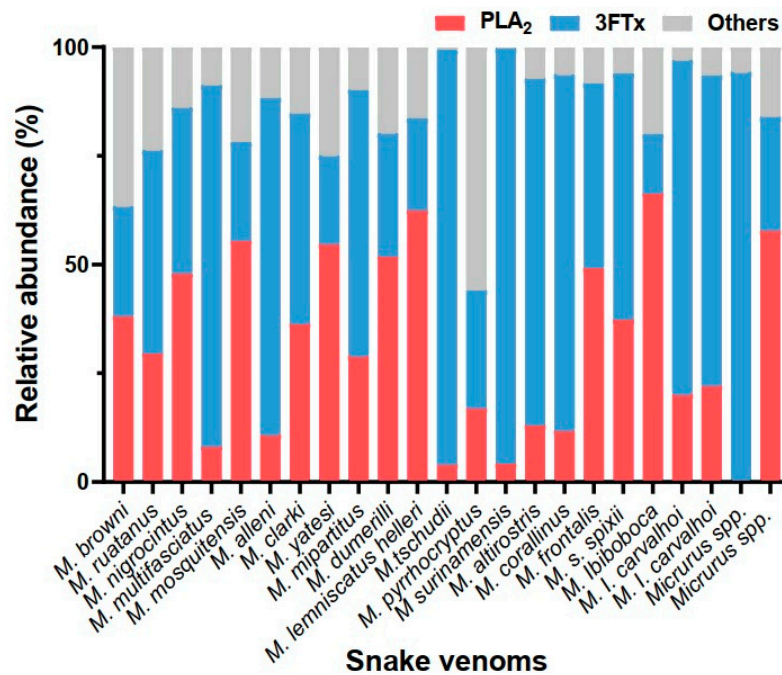 PLA₂ 3FTx Others
Relative abundance (%)
100
50
0
M. browni
M. ruatanus
M. nigrocintus
M. multifasciatus
M. mosquitensis
M. alleni
M. clarki
M. yatesi
M. mipartitus
M. dumerilli
M. lemniscatus helleri
M.tschudii
M. pyrrhocryptus
M surinamensis
M. altirostris
M. corallinus
M. frontalis
M. s. spixii
M. Ibiboboca
M. l. carvalhoi
M. l. carvalhoi
Micrurus spp.
Micrurus spp.
Snake venoms